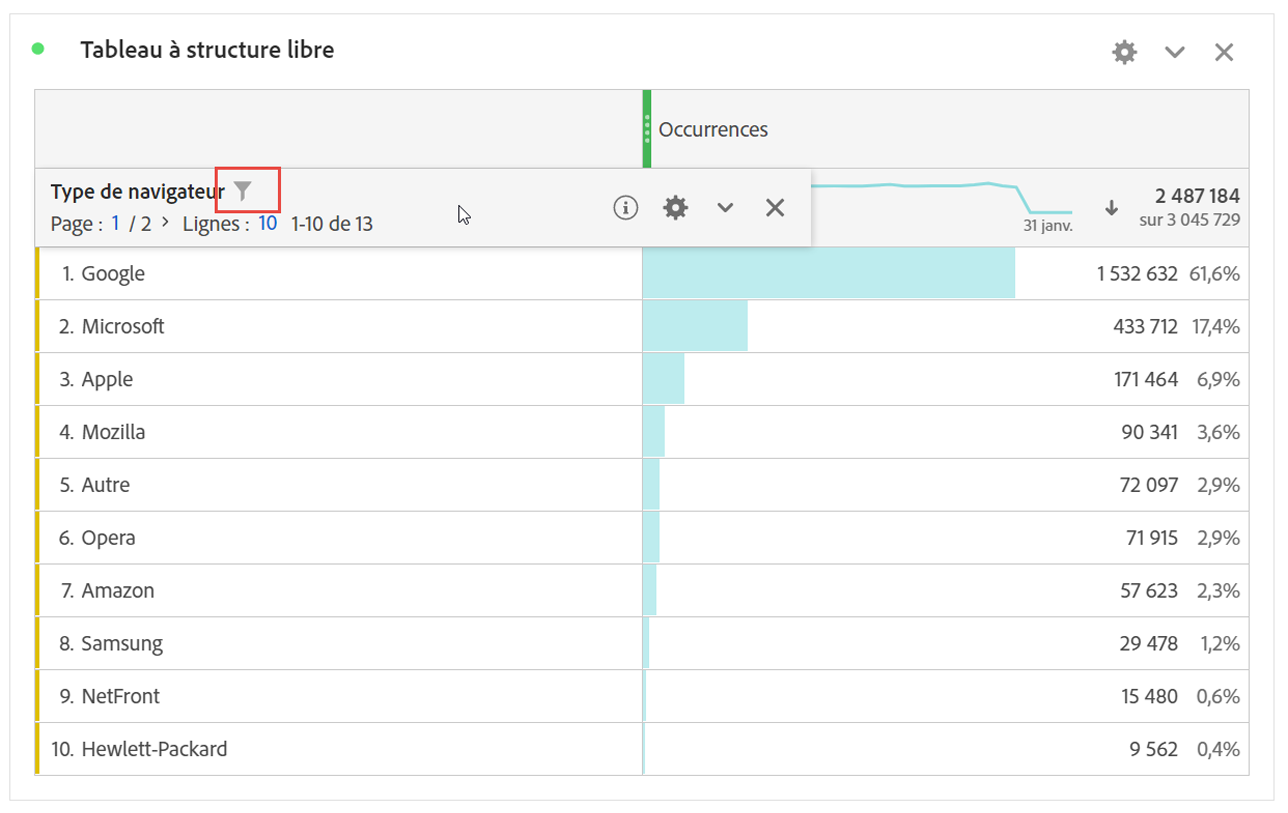 Tableau à structure libre
Occurrences
Type de navigateur
Page : 1 / 2 > Lignes : 10 1-10 de 13
31 janv.
2 487 184
sur 3 045 729
1. Google 1 532 632 61,6%
2. Microsoft 433 712 17,4%
3. Apple 171 464 6,9%
4. Mozilla 90 341 3,6%
5. Autre 72 097 2,9%
6. Opera 71 915 2,9%
7. Amazon 57 623 2,3%
8. Samsung 29 478 1,2%
9. NetFront 15 480 0,6%
10. Hewlett-Packard 9 562 0,4%